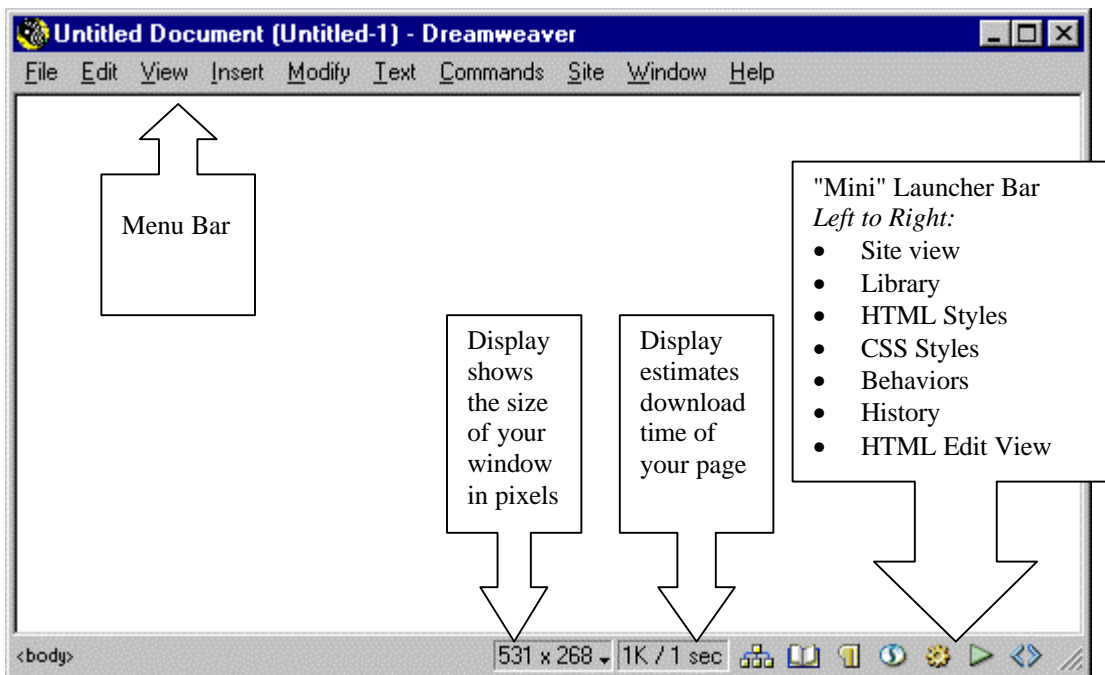 Untitled Document (Untitled-1) - Dreamweaver
File Edit View Insert Modify Text Commands Site Window Help
Menu Bar
"Mini" Launcher Bar
Left to Right:
• Site view
• Library
• HTML Styles
• CSS Styles
• Behaviors
• History
• HTML Edit View
Display
shows
the size
of your
window
in pixels
Display
estimates
download
time of
your page
<body>
531 x 268
1K / 1 sec